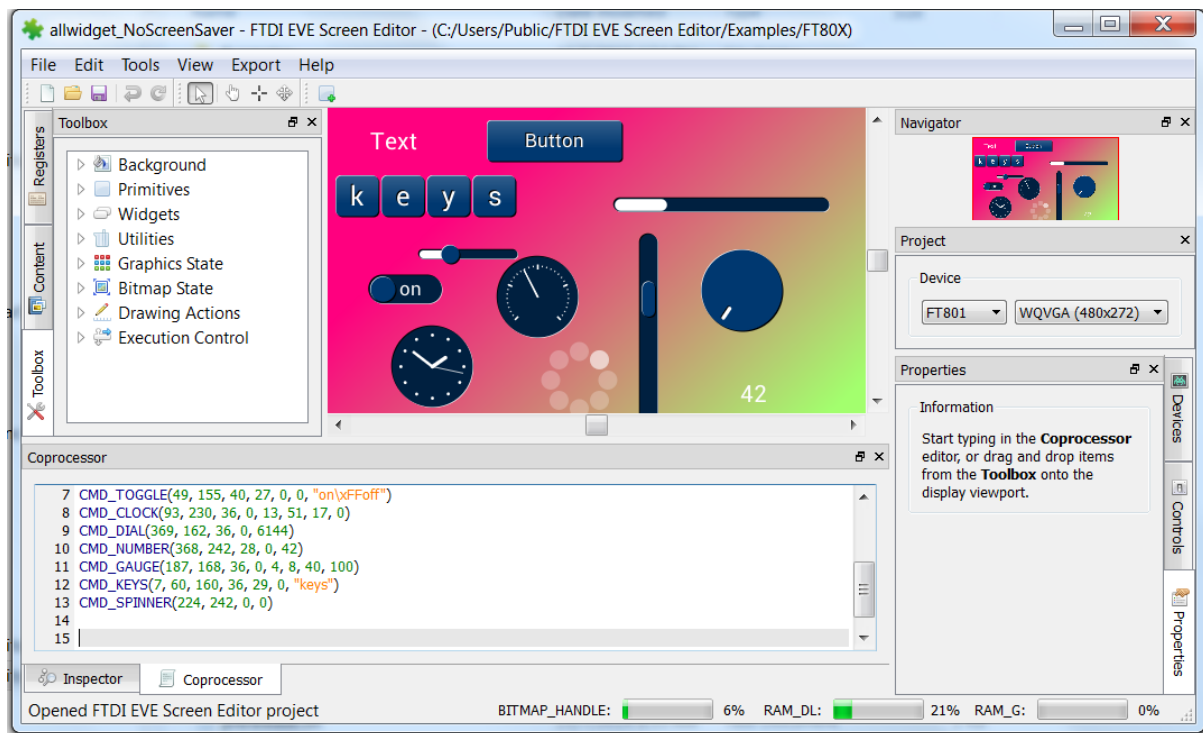 allwidget_NoScreenSaver - FTDI EVE Screen Editor - (C:/Users/Public/FTDI EVE Screen Editor/Examples/FT80X)
File Edit Tools View Export Help
Registers
Content
Toolbox
Toolbox
Background
Primitives
Widgets
Utilities
Graphics State
Bitmap State
Drawing Actions
Execution Control
Text
Button
k e y s
on
42
Navigator
Text
Button
k e y s
42
Project
Device
FT801
WQVGA (480x272)
Properties
Information
Start typing in the Coprocessor
editor, or drag and drop items
from the Toolbox onto the
display viewport.
Devices
Controls
Properties
Coprocessor
7 CMD_TOGGLE(49, 155, 40, 27, 0, 0, "on\xFFoff")
8 CMD_CLOCK(93, 230, 36, 0, 13, 51, 17, 0)
9 CMD_DIAL(369, 162, 36, 0, 6144)
10 CMD_NUMBER(368, 242, 28, 0, 42)
11 CMD_GAUGE(187, 168, 36, 0, 4, 8, 40, 100)
12 CMD_KEYS(7, 60, 160, 36, 29, 0, "keys")
13 CMD_SPINNER(224, 242, 0, 0)
14
15
Inspector
Coprocessor
Opened FTDI EVE Screen Editor project
BITMAP_HANDLE: 6% RAM_DL: 21% RAM_G: 0%